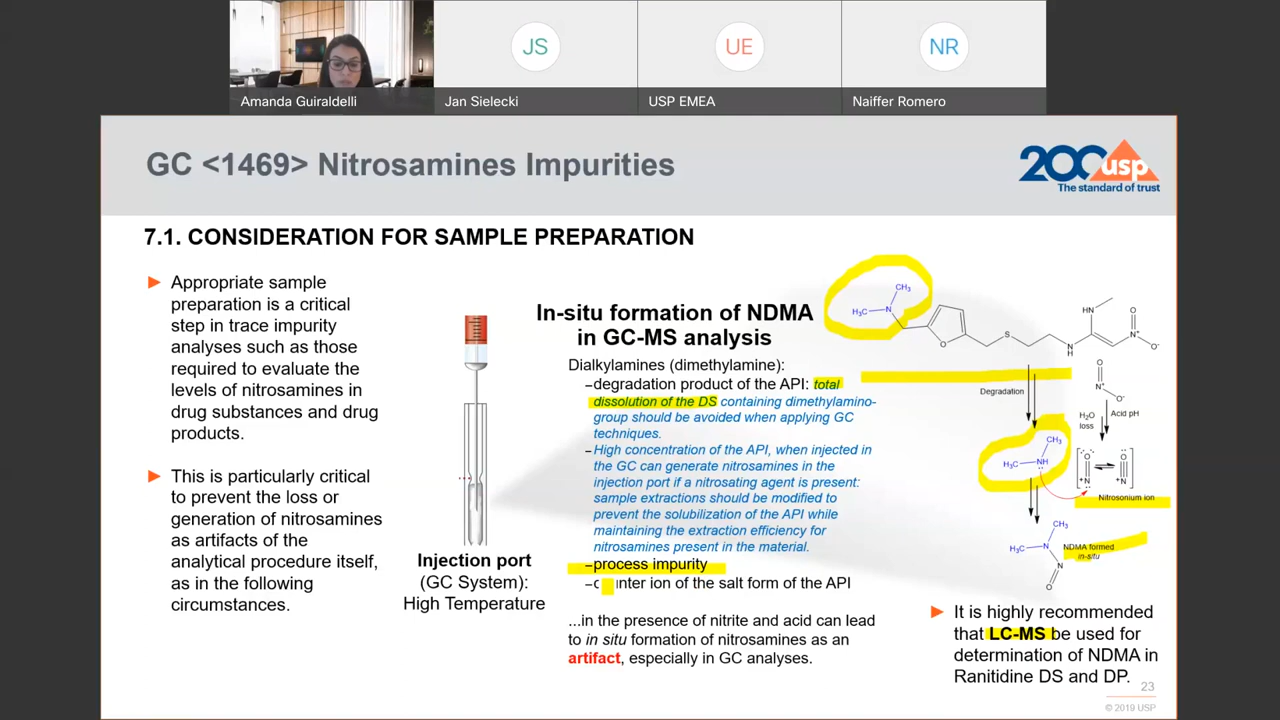 JS
UE
NR
Amanda Guiraldelli
Jan Sielecki
USP EMEA
Naiffer Romero
GC <1469> Nitrosamines Impurities
200 usp
The standard of trust
7.1. CONSIDERATION FOR SAMPLE PREPARATION
► Appropriate sample
preparation is a critical
step in trace impurity
analyses such as those
required to evaluate the
levels of nitrosamines in
drug substances and drug
products.
► This is particularly critical
to prevent the loss or
generation of nitrosamines
as artifacts of the
analytical procedure itself,
as in the following
circumstances.
Injection port
(GC System):
High Temperature
In-situ formation of NDMA
in GC-MS analysis
Dialkylamines (dimethylamine):
–degradation product of the API: total
dissolution of the DS containing dimethylamino-
group should be avoided when applying GC
techniques.
–High concentration of the API, when injected in
the GC can generate nitrosamines in the
injection port if a nitrosating agent is present:
sample extractions should be modified to
prevent the solubilization of the API while
maintaining the extraction efficiency for
nitrosamines present in the material.
–process impurity
–c unter ion of the salt form of the API
...in the presence of nitrite and acid can lead
to in situ formation of nitrosamines as an
artifact, especially in GC analyses.
CH₃
H₃C
N
O
S
N
H
HN
O
N⁺
O⁻
Degradation
O
N⁺
O⁻
H₂O
loss
Acid pH
CH₃
H₃C
NH
O
+N
O
+N
Nitrosonium ion
CH₃
H₃C
N
N
O
NDMA formed
in-situ
► It is highly recommended
that LC-MS be used for
determination of NDMA in
Ranitidine DS and DP.
23
© 2019 USP